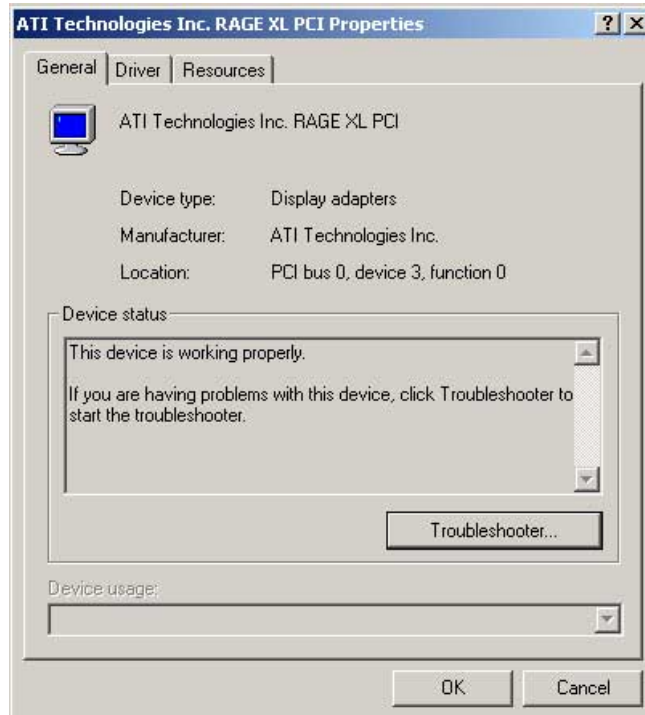 ATI Technologies Inc. RAGE XL PCI Properties
General Driver Resources
ATI Technologies Inc. RAGE XL PCI
Device type: Display adapters
Manufacturer: ATI Technologies Inc.
Location: PCI bus 0, device 3, function 0
Device status
This device is working properly.
If you are having problems with this device, click Troubleshooter to
start the troubleshooter.
Troubleshooter...
Device usage:
OK Cancel